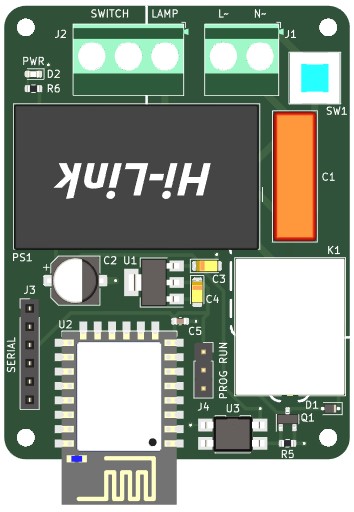 SWITCH LAMP L~ N~
J2 J1
PWR
D2
R6
SW1
Hi-Link
C1
PS1 K1
C2 U1
C3
J3 C4
U2 C5
SERIAL PROG RUN
J4 U3 D1
Q1
R5